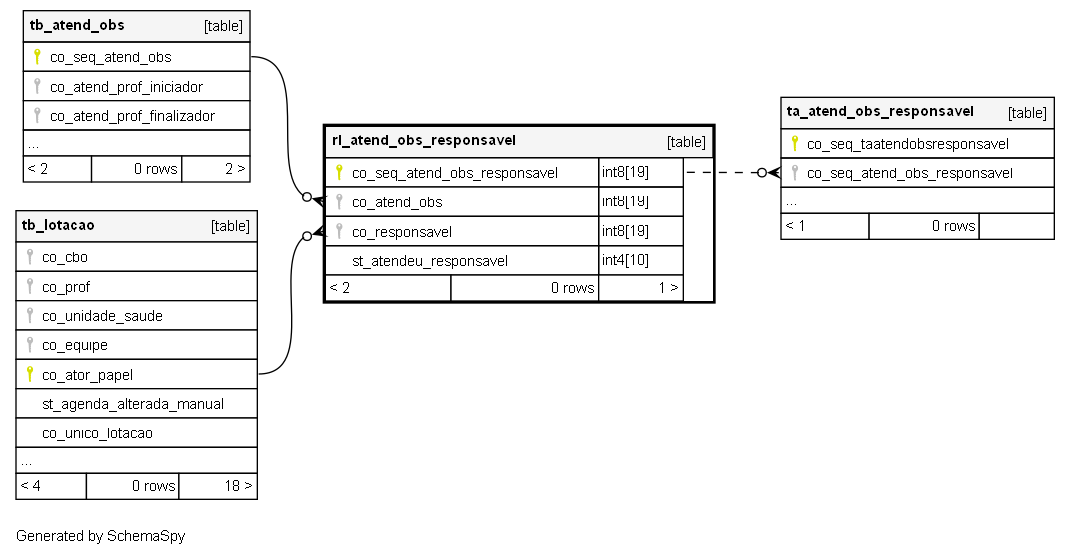 tb_atend_obs [table]
co_seq_atend_obs
co_atend_prof_iniciador
co_atend_prof_finalizador
...
< 2 0 rows 2 >
tb_lotacao [table]
co_cbo
co_prof
co_unidade_saude
co_equipe
co_ator_papel
st_agenda_alterada_manual
co_unico_lotacao
...
< 4 0 rows 18 >
rl_atend_obs_responsavel [table]
co_seq_atend_obs_responsavel int8[19]
co_atend_obs int8[19]
co_responsavel int8[19]
st_atendeu_responsavel int4[10]
< 2 0 rows 1 >
ta_atend_obs_responsavel [table]
co_seq_taatendobsresponsavel
co_seq_atend_obs_responsavel
...
< 1 0 rows
Generated by SchemaSpy